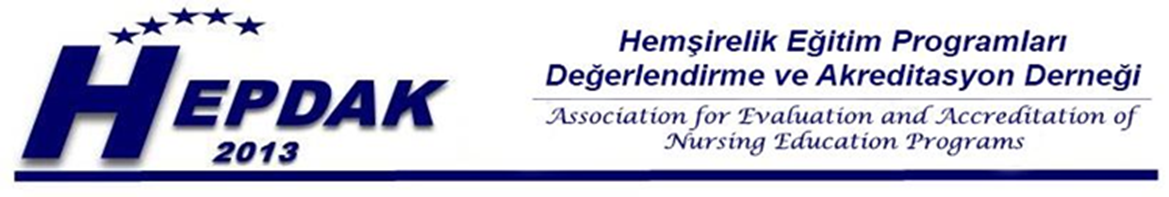 HEPDAK
2013
Hemşirelik Eğitim Programları
Değerlendirme ve Akreditasyon Derneği
Association for Evaluation and Accreditation of
Nursing Education Programs